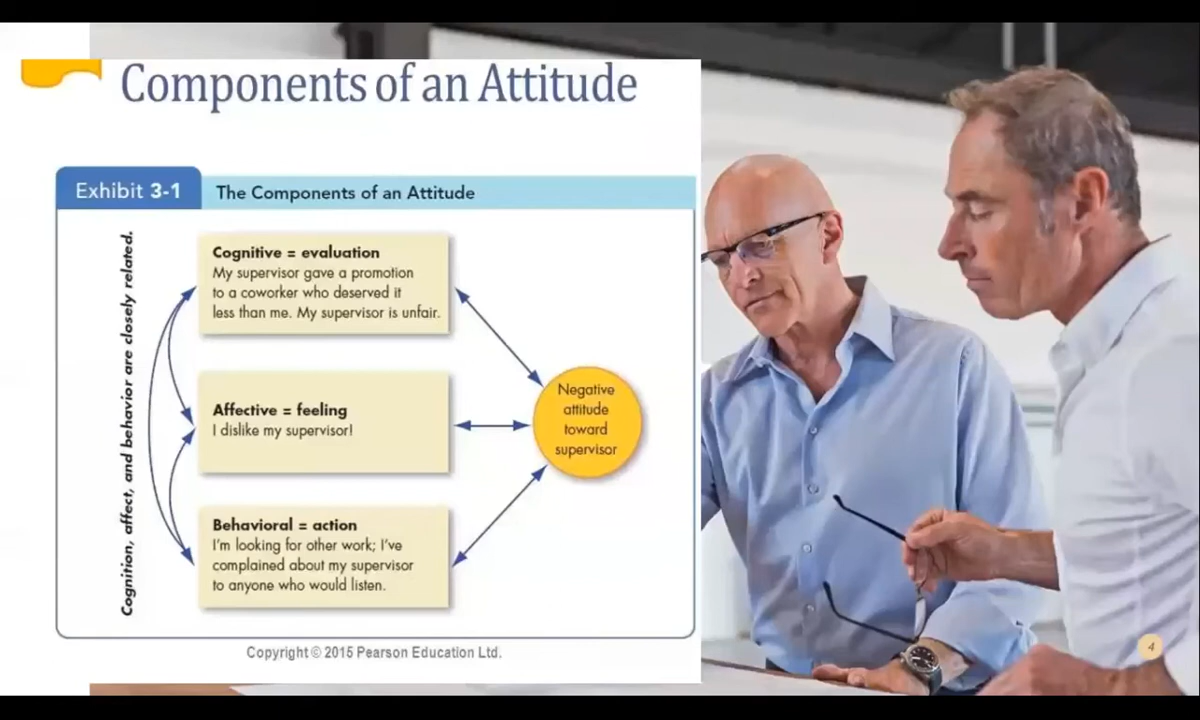 Components of an Attitude
Exhibit 3-1
The Components of an Attitude
Cognition, affect, and behavior are closely related.
Cognitive = evaluation
My supervisor gave a promotion
to a coworker who deserved it
less than me. My supervisor is unfair.
Affective = feeling
I dislike my supervisor!
Behavioral = action
I'm looking for other work; I've
complained about my supervisor
to anyone who would listen.
Negative
attitude
toward
supervisor
Copyright © 2015 Pearson Education Ltd.
4